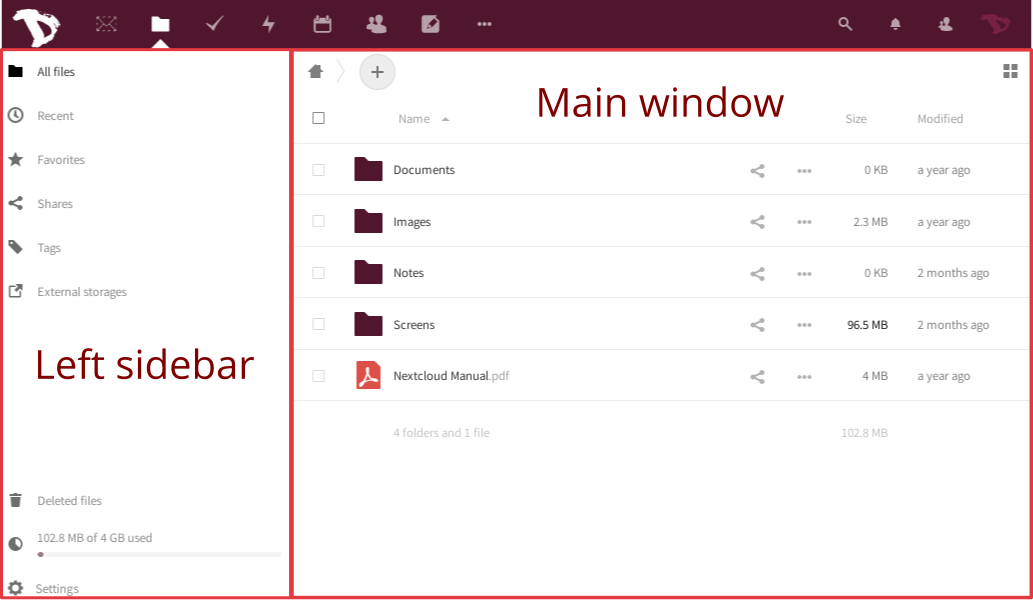 All files
Recent
Favorites
Shares
Tags
External storages
Left sidebar
Deleted files
102.8 MB of 4 GB used
Settings
Main window
Name Size Modified
Documents 0 KB a year ago
Images 2.3 MB a year ago
Notes 0 KB 2 months ago
Screens 96.5 MB 2 months ago
Nextcloud Manual.pdf 4 MB a year ago
4 folders and 1 file 102.8 MB